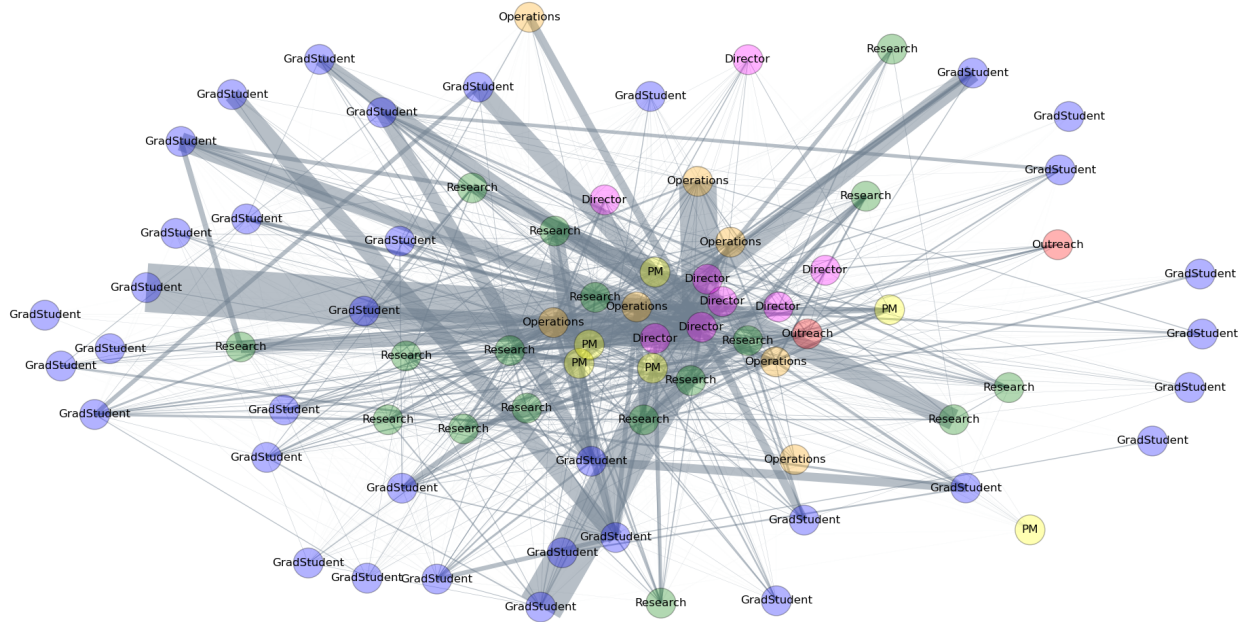 Operations
Research
GradStudent
Director
GradStudent
GradStudent
GradStudent
GradStudent
GradStudent
GradStudent
GradStudent
GradStudent
Operations
Research
Research
Director
GradStudent
GradStudent
Research
GradStudent
Operations
Outreach
Director
PM
GradStudent
Director
GradStudent
Research
Director
Operations
Director
GradStudent
PM
GradStudent
Operations
Director
Outreach
GradStudent
Director
Research
PM
Research
GradStudent
Research
Research
PM
Operations
GradStudent
PM
Research
Research
GradStudent
Research
GradStudent
GradStudent
Research
Research
Research
Research
GradStudent
GradStudent
Operations
GradStudent
GradStudent
GradStudent
GradStudent
PM
GradStudent
GradStudent
GradStudent
GradStudent
GradStudent
GradStudent
Research
GradStudent